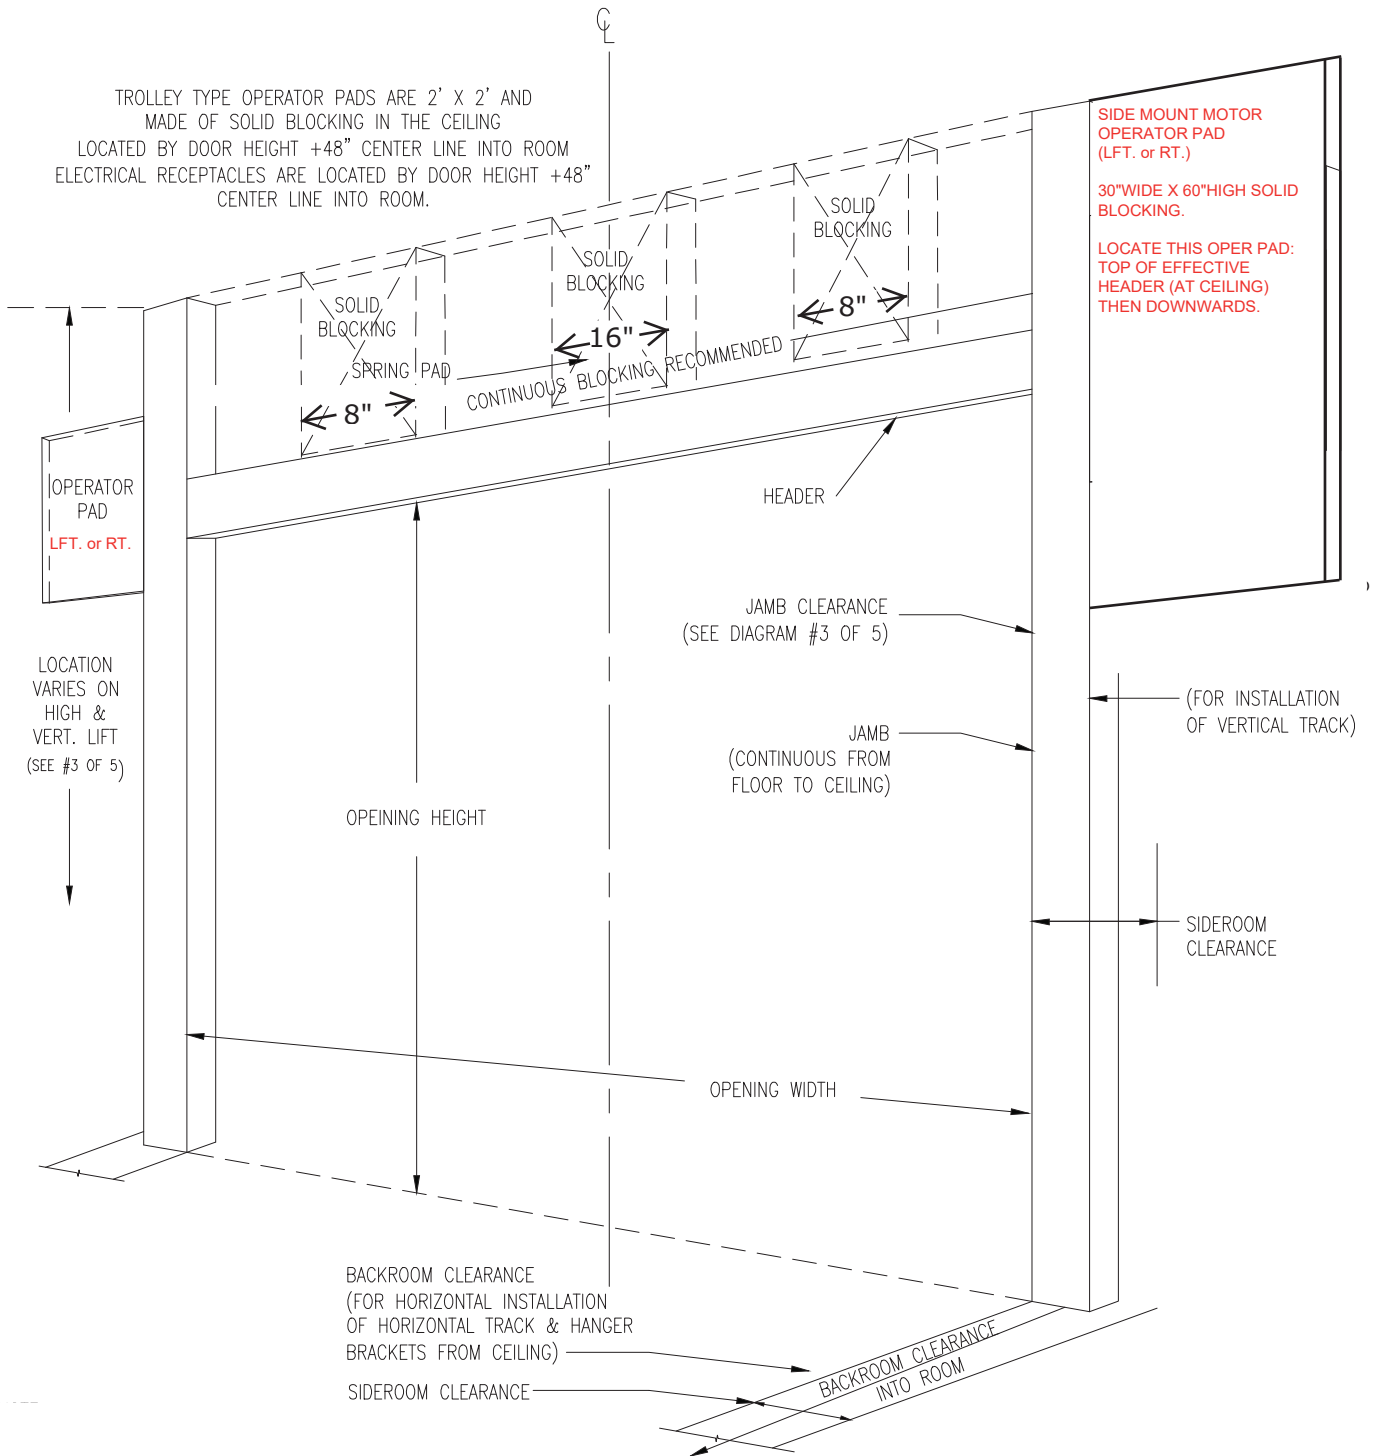 ℄
TROLLEY TYPE OPERATOR PADS ARE 2' X 2' AND
MADE OF SOLID BLOCKING IN THE CEILING
LOCATED BY DOOR HEIGHT +48" CENTER LINE INTO ROOM
ELECTRICAL RECEPTACLES ARE LOCATED BY DOOR HEIGHT +48"
CENTER LINE INTO ROOM.
SIDE MOUNT MOTOR
OPERATOR PAD
(LFT. or RT.)
30"WIDE X 60"HIGH SOLID
BLOCKING.
LOCATE THIS OPER PAD:
TOP OF EFFECTIVE
HEADER (AT CEILING)
THEN DOWNWARDS.
SOLID
BLOCKING
8"
SOLID
BLOCKING
16"
SOLID
BLOCKING
SPRING PAD
8"
CONTINUOUS BLOCKING RECOMMENDED
OPERATOR
PAD
LFT. or RT.
HEADER
JAMB CLEARANCE
(SEE DIAGRAM #3 OF 5)
LOCATION
VARIES ON
HIGH &
VERT. LIFT
(SEE #3 OF 5)
(FOR INSTALLATION
OF VERTICAL TRACK)
JAMB
(CONTINUOUS FROM
FLOOR TO CEILING)
OPEINING HEIGHT
SIDEROOM
CLEARANCE
OPENING WIDTH
BACKROOM CLEARANCE
(FOR HORIZONTAL INSTALLATION
OF HORIZONTAL TRACK & HANGER
BRACKETS FROM CEILING)
SIDEROOM CLEARANCE
BACKROOM CLEARANCE
INTO ROOM